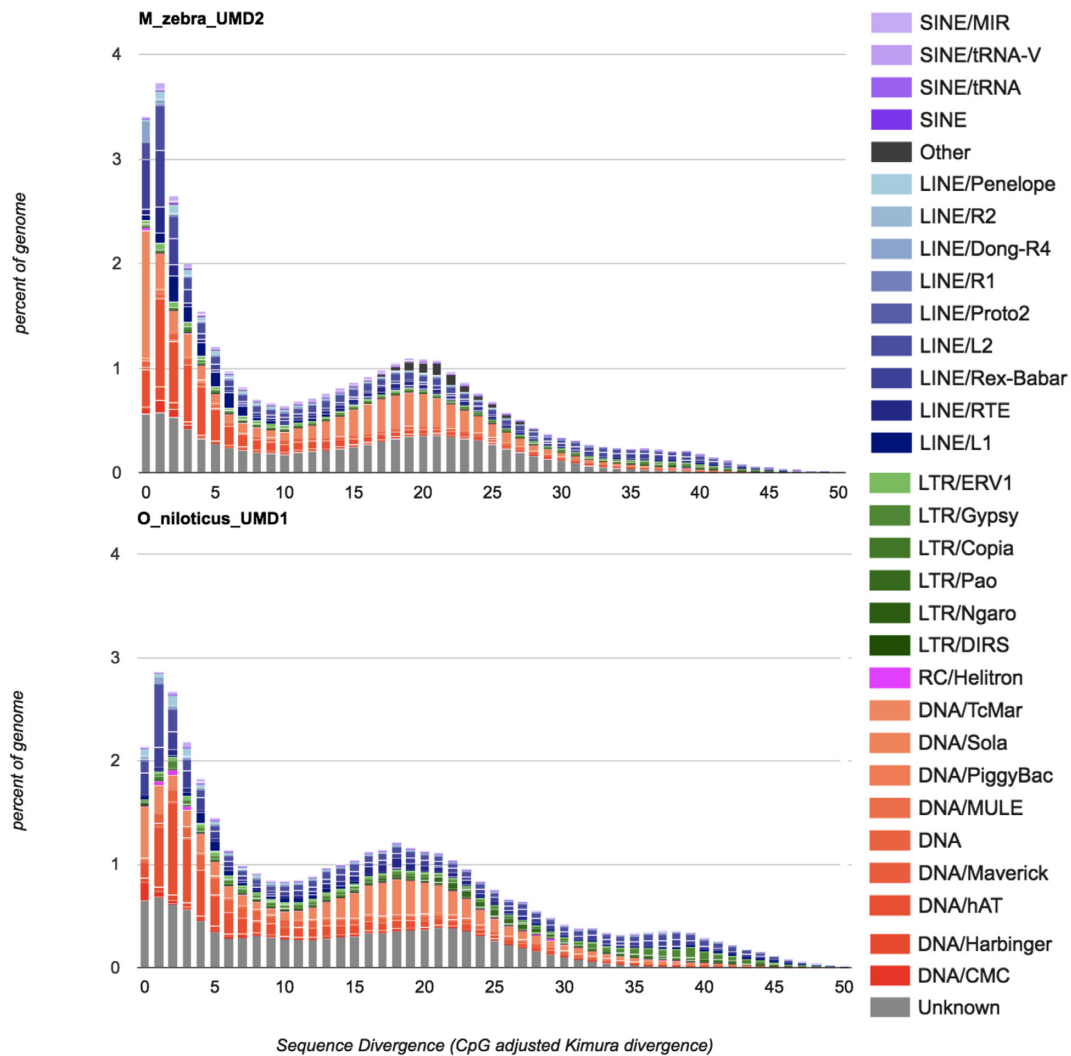 M_zebra_UMD2
4
3
2
1
0
percent of genome
0 5 10 15 20 25 30 35 40 45 50
O_niloticus_UMD1
4
3
2
1
0
percent of genome
0 5 10 15 20 25 30 35 40 45 50
Sequence Divergence (CpG adjusted Kimura divergence)
SINE/MIR
SINE/tRNA-V
SINE/tRNA
SINE
Other
LINE/Penelope
LINE/R2
LINE/Dong-R4
LINE/R1
LINE/Proto2
LINE/L2
LINE/Rex-Babar
LINE/RTE
LINE/L1
LTR/ERV1
LTR/Gypsy
LTR/Copia
LTR/Pao
LTR/Ngaro
LTR/DIRS
RC/Helitron
DNA/TcMar
DNA/Sola
DNA/PiggyBac
DNA/MULE
DNA
DNA/Maverick
DNA/hAT
DNA/Harbinger
DNA/CMC
Unknown